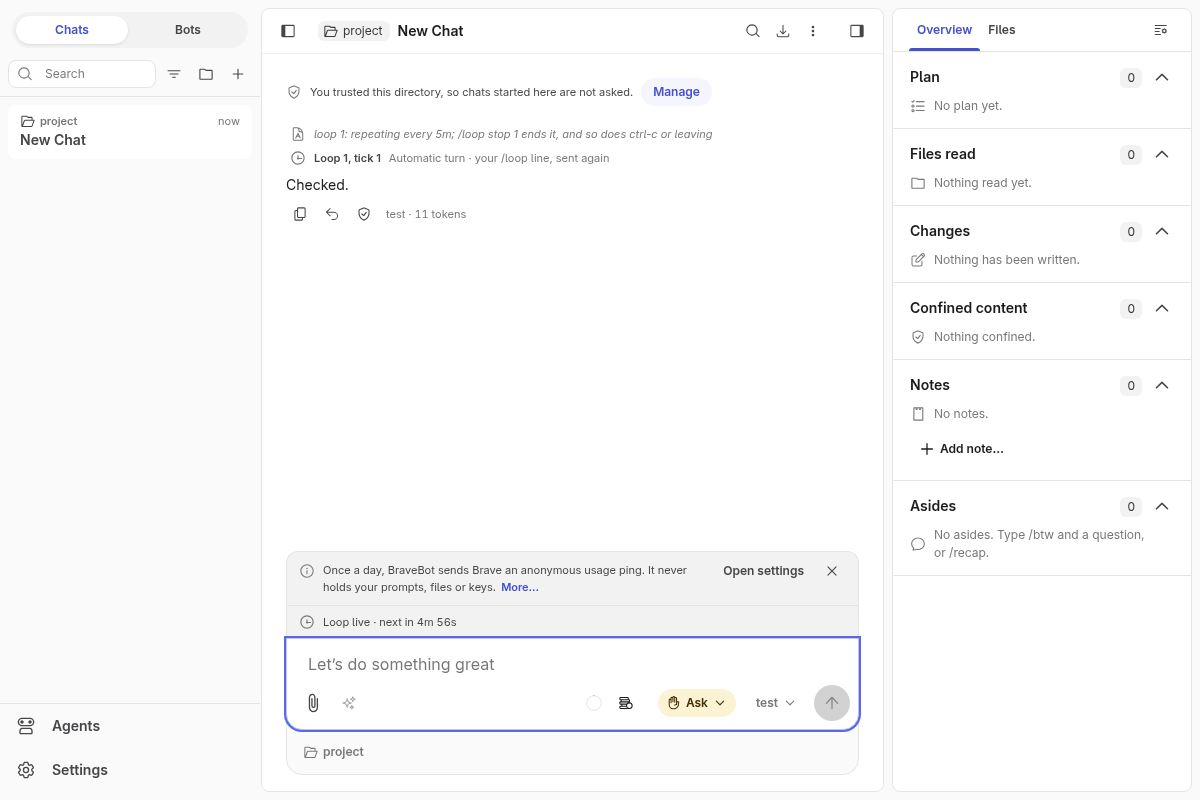 Chats
Bots
Search
project
now
New Chat
Agents
Settings
project
New Chat
You trusted this directory, so chats started here are not asked.
Manage
loop 1: repeating every 5m; /loop stop 1 ends it, and so does ctrl-c or leaving
Loop 1, tick 1
Automatic turn · your /loop line, sent again
Checked.
test · 11 tokens
Once a day, BraveBot sends Brave an anonymous usage ping. It never
holds your prompts, files or keys. More...
Open settings
Loop live · next in 4m 56s
Let's do something great
Ask
test
project
Overview
Files
Plan
0
No plan yet.
Files read
0
Nothing read yet.
Changes
0
Nothing has been written.
Confined content
0
Nothing confined.
Notes
0
No notes.
Add note...
Asides
0
No asides. Type /btw and a question,
or /recap.